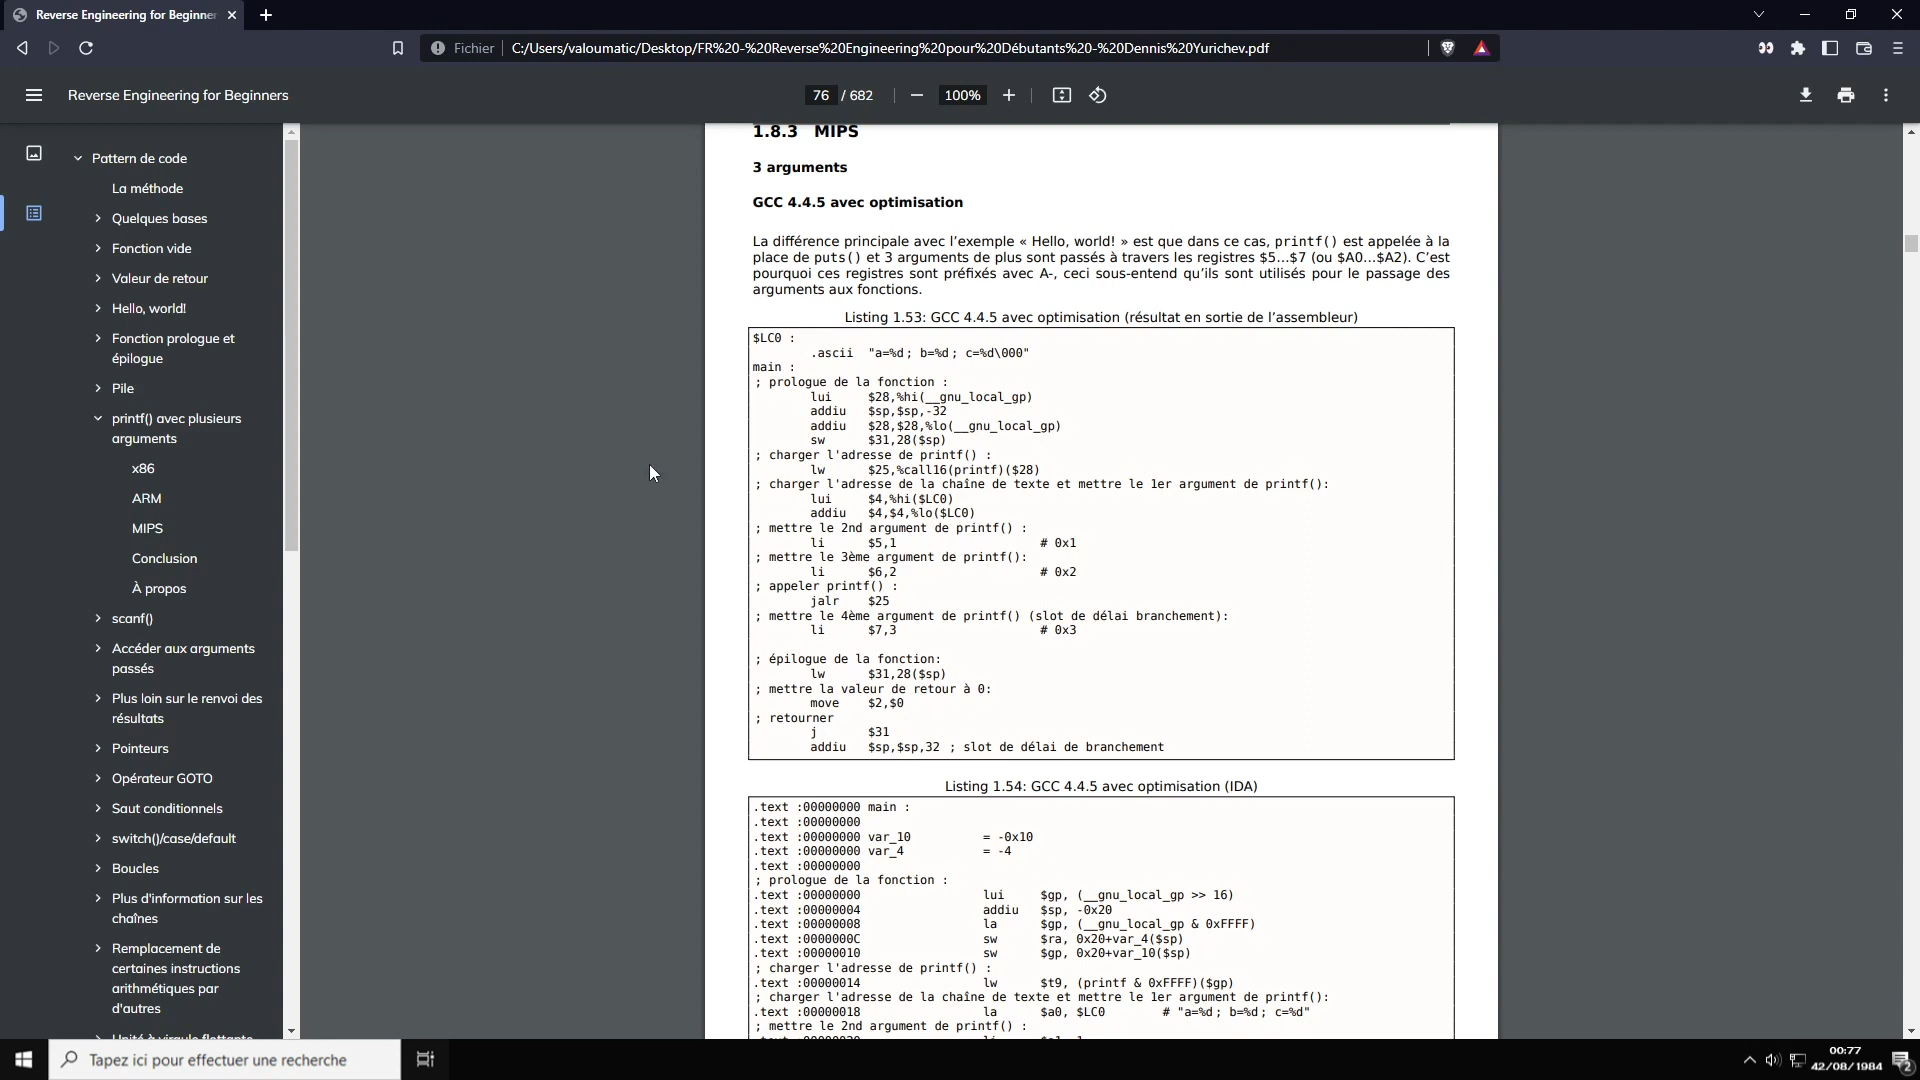 Reverse Engineering for Beginner
Fichier
C:/Users/valoumatic/Desktop/FR%20-%20Reverse%20Engineering%20pour%20Débutants%20-%20Dennis%20Yurichev.pdf
Reverse Engineering for Beginners
76 / 682
100%
Pattern de code
La méthode
Quelques bases
Fonction vide
Valeur de retour
Hello, world!
Fonction prologue et
épilogue
Pile
printf() avec plusieurs
arguments
x86
ARM
MIPS
Conclusion
À propos
scanf()
Accéder aux arguments
passés
Plus loin sur le renvoi des
résultats
Pointeurs
Opérateur GOTO
Saut conditionnels
switch()/case/default
Boucles
Plus d'information sur les
chaînes
Remplacement de
certaines instructions
arithmétiques par
d'autres
Unité à virgule flottante
1.8.3 MIPS
3 arguments
GCC 4.4.5 avec optimisation
La différence principale avec l’exemple « Hello, world! » est que dans ce cas, printf() est appelée à la
place de puts() et 3 arguments de plus sont passés à travers les registres $5…$7 (ou $A0…$A2). C’est
pourquoi ces registres sont préfixés avec A-, ceci sous-entend qu’ils sont utilisés pour le passage des
arguments aux fonctions.
Listing 1.53: GCC 4.4.5 avec optimisation (résultat en sortie de l’assembleur)
$LC0 :
.ascii "a=%d; b=%d; c=%d\000"
main :
; prologue de la fonction :
lui $28,%hi(__gnu_local_gp)
addiu $sp,$sp,-32
addiu $28,$28,%lo(__gnu_local_gp)
sw $31,28($sp)
; charger l'adresse de printf() :
lw $25,%call16(printf)($28)
; charger l'adresse de la chaîne de texte et mettre le 1er argument de printf():
lui $4,%hi($LC0)
addiu $4,$4,%lo($LC0)
; mettre le 2nd argument de printf() :
li $5,1 # 0x1
; mettre le 3ème argument de printf():
li $6,2 # 0x2
; appeler printf() :
jalr $25
; mettre le 4ème argument de printf() (slot de délai branchement):
li $7,3 # 0x3
; épilogue de la fonction:
lw $31,28($sp)
; mettre la valeur de retour à 0:
move $2,$0
; retourner
j $31
addiu $sp,$sp,32 ; slot de délai de branchement
Listing 1.54: GCC 4.4.5 avec optimisation (IDA)
.text :00000000 main :
.text :00000000
.text :00000000 var_10 = -0x10
.text :00000000 var_4 = -4
.text :00000000
; prologue de la fonction :
.text :00000000 lui $gp, (__gnu_local_gp >> 16)
.text :00000004 addiu $sp, -0x20
.text :00000008 la $gp, (__gnu_local_gp & 0xFFFF)
.text :0000000C sw $ra, 0x20+var_4($sp)
.text :00000010 sw $gp, 0x20+var_10($sp)
; charger l'adresse de printf() :
.text :00000014 lw $t9, (printf & 0xFFFF)($gp)
; charger l'adresse de la chaîne de texte et mettre le 1er argument de printf():
.text :00000018 la $a0, $LC0 # "a=%d; b=%d; c=%d"
; mettre le 2nd argument de printf() :
Tapez ici pour effectuer une recherche
00:77
42/08/1984
2